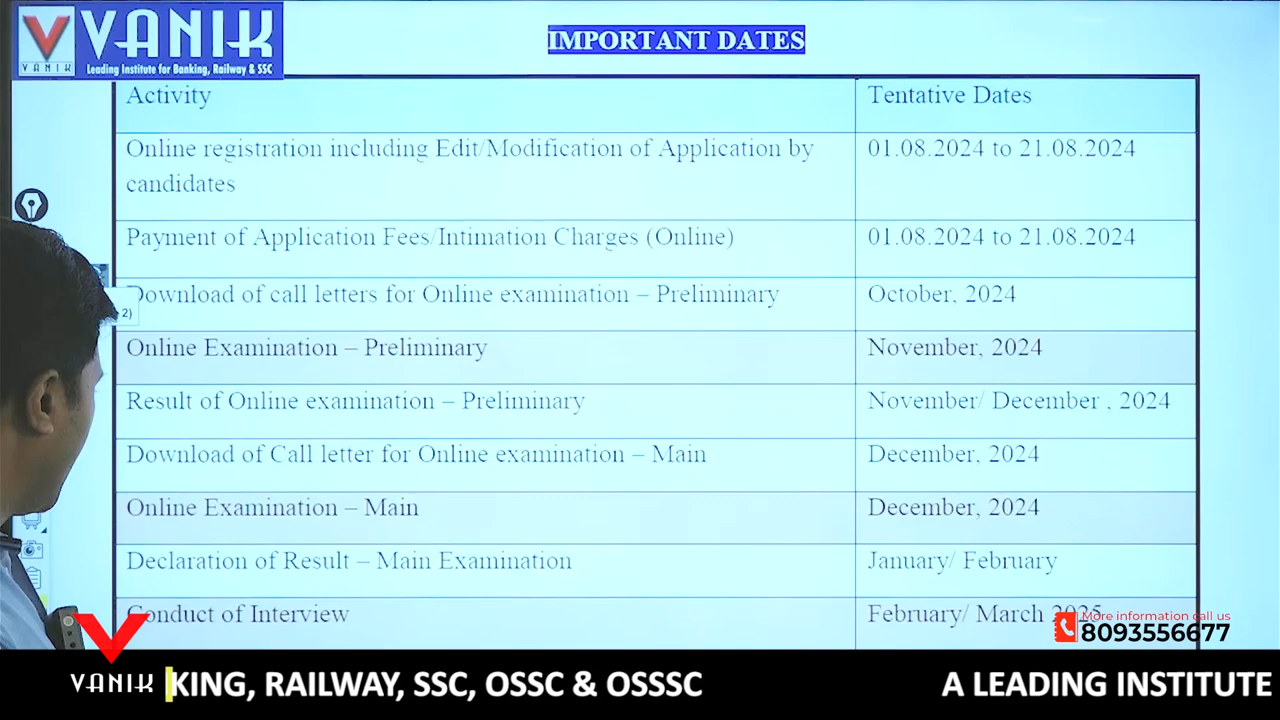 VANIK
VANIK
Leading Institute for Banking, Railway & SSC
IMPORTANT DATES
Activity
Tentative Dates
Online registration including Edit/Modification of Application by
candidates
01.08.2024 to 21.08.2024
Payment of Application Fees/Intimation Charges (Online)
01.08.2024 to 21.08.2024
Download of call letters for Online examination – Preliminary
October, 2024
2)
Online Examination – Preliminary
November, 2024
Result of Online examination – Preliminary
November/ December , 2024
Download of Call letter for Online examination – Main
December, 2024
Online Examination – Main
December, 2024
Declaration of Result – Main Examination
January/ February
Conduct of Interview
February/ March 2025
More information call us
8093556677
VANIK
KING, RAILWAY, SSC, OSSC & OSSSC
A LEADING INSTITUTE